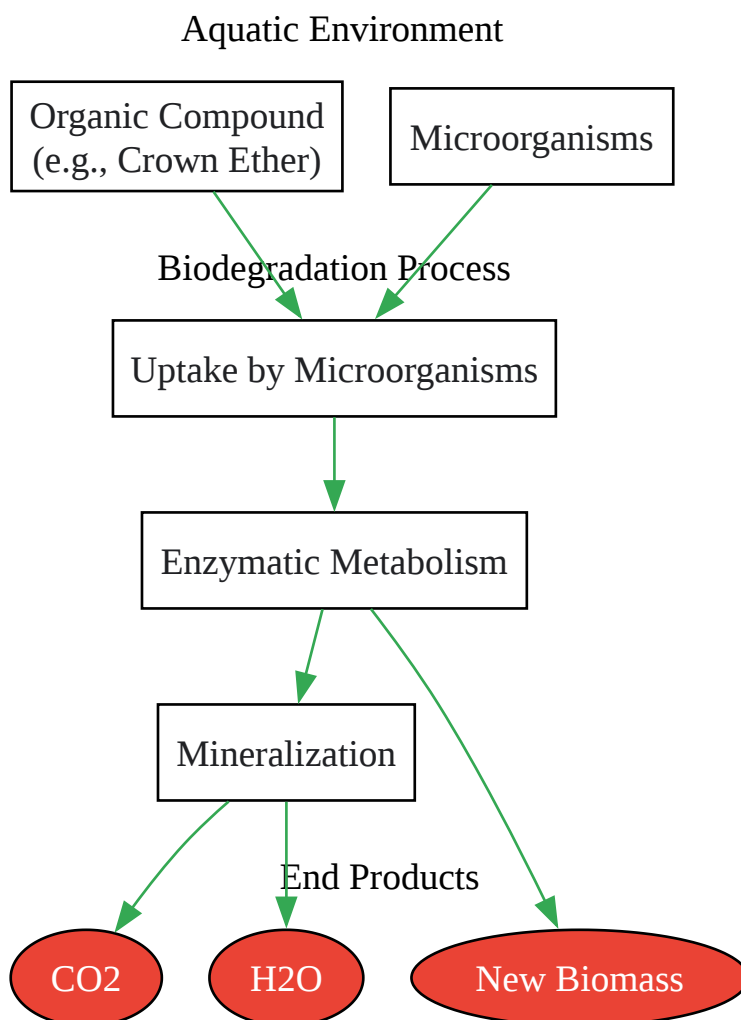 Aquatic Environment
Organic Compound
(e.g., Crown Ether)
Microorganisms
Biodegradation Process
Uptake by Microorganisms
Enzymatic Metabolism
Mineralization
End Products
CO2
H2O
New Biomass